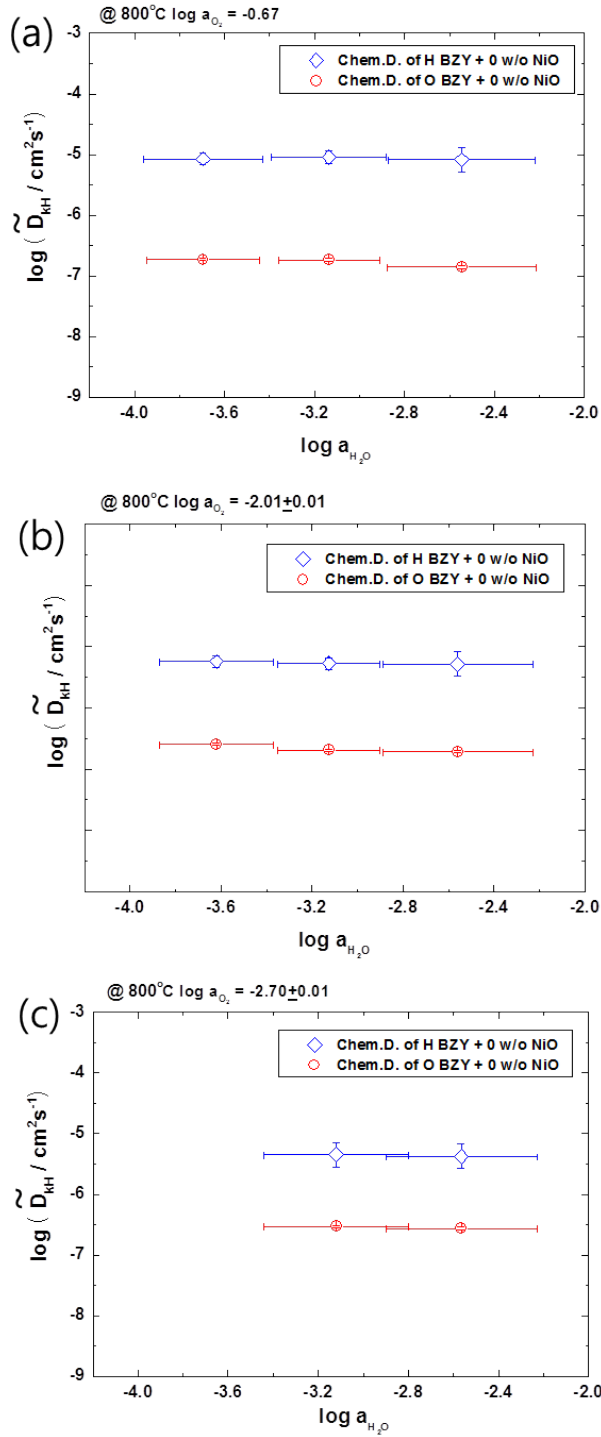 (a)
@ 800°C log a_O₂ = -0.67
Chem.D. of H BZY + 0 w/o NiO
Chem.D. of O BZY + 0 w/o NiO
log ( D̃_kH / cm²s⁻¹)
-3
-4
-5
-6
-7
-8
-9
-4.0 -3.6 -3.2 -2.8 -2.4 -2.0
log a_H₂O
(b)
@ 800°C log a_O₂ = -2.01±0.01
Chem.D. of H BZY + 0 w/o NiO
Chem.D. of O BZY + 0 w/o NiO
log ( D̃_kH / cm²s⁻¹)
-4.0 -3.6 -3.2 -2.8 -2.4 -2.0
log a_H₂O
(c)
@ 800°C log a_O₂ = -2.70±0.01
Chem.D. of H BZY + 0 w/o NiO
Chem.D. of O BZY + 0 w/o NiO
log ( D̃_kH / cm²s⁻¹)
-3
-4
-5
-6
-7
-8
-9
-4.0 -3.6 -3.2 -2.8 -2.4 -2.0
log a_H₂O